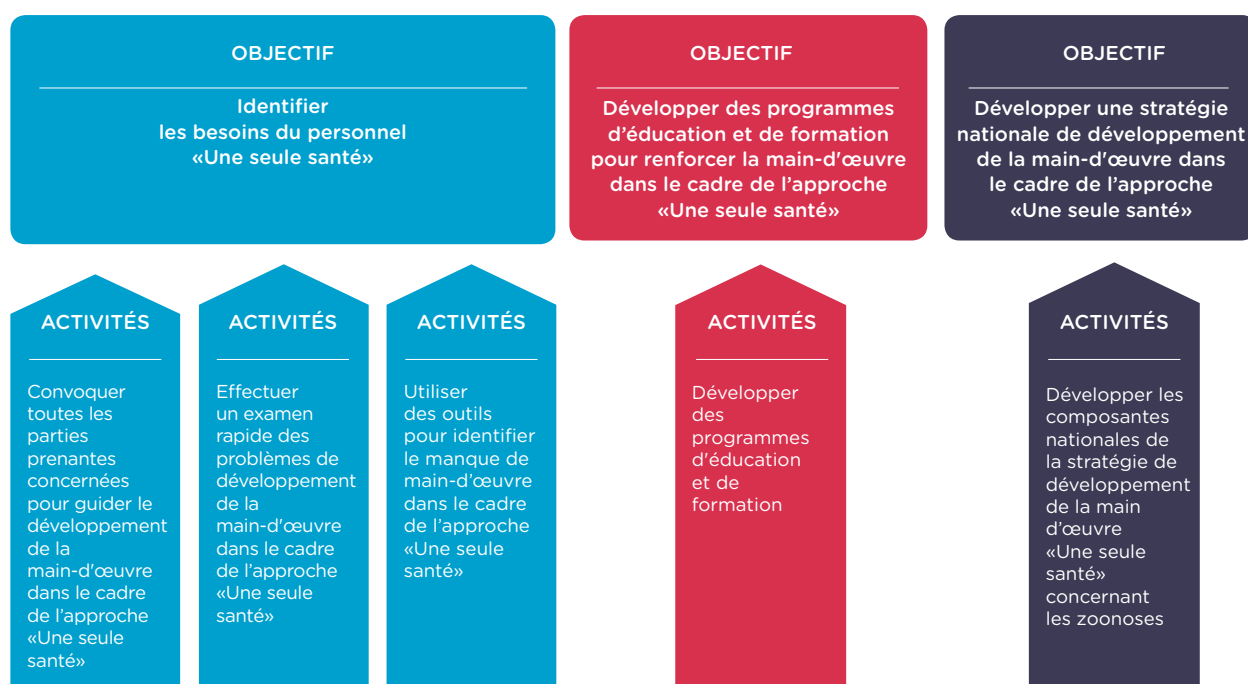 OBJECTIF
Identifier
les besoins du personnel
«Une seule santé»
OBJECTIF
Développer des programmes
d’éducation et de formation
pour renforcer la main-d'œuvre
dans le cadre de l’approche
«Une seule santé»
OBJECTIF
Développer une stratégie
nationale de développement
de la main-d'œuvre dans
le cadre de l’approche
«Une seule santé»
ACTIVITÉS
Convoquer
toutes les
parties
prenantes
concernées
pour guider le
développement
de la
main-d'œuvre
dans le cadre
de l’approche
«Une seule
santé»
ACTIVITÉS
Effectuer
un examen
rapide des
problèmes de
développement
de la
main-d'œuvre
dans le cadre
de l’approche
«Une seule
santé»
ACTIVITÉS
Utiliser
des outils
pour identifier
le manque de
main-d’œuvre
dans le cadre
de l’approche
«Une seule
santé»
ACTIVITÉS
Développer
des
programmes
d'éducation
et de
formation
ACTIVITÉS
Développer les
composantes
nationales de
la stratégie de
développement
de la main
d’œuvre
«Une seule
santé»
concernant
les zoonoses